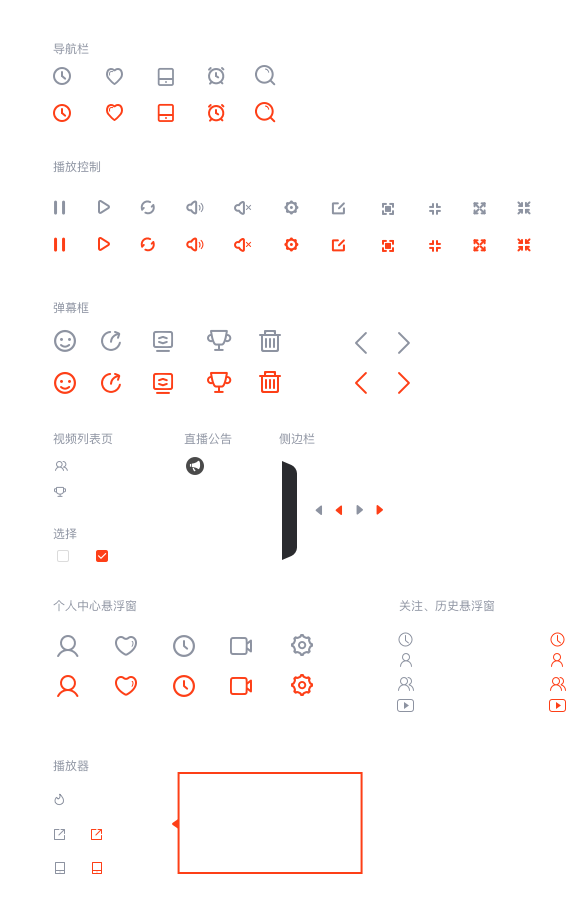 导航栏
播放控制
弹幕框
视频列表页
直播公告
侧边栏
选择
个人中心悬浮窗
关注、历史悬浮窗
播放器